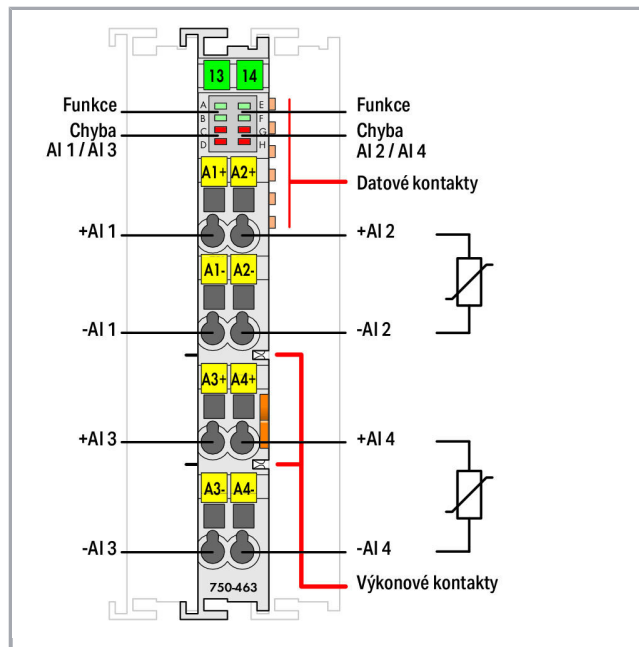 13 14
Funkce
A
E
Funkce
B
F
Chyba
AI 1 / AI 3
C
G
D
H
Chyba
AI 2 / AI 4
A1+ A2+
Datové kontakty
+AI 1
+AI 2
A1- A2-
-AI 1
-AI 2
A3+ A4+
+AI 3
+AI 4
A3- A4-
-AI 3
-AI 4
750-463
Výkonové kontakty